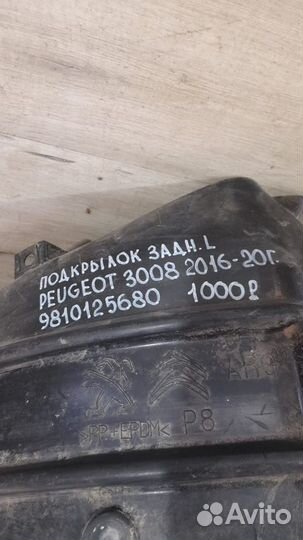 ПОДКРЫЛОК ЗАДН. L
PEUGEOT 3008 2016-20г.
9810125680 1000₽
>PP+EPDM< P8
Avito